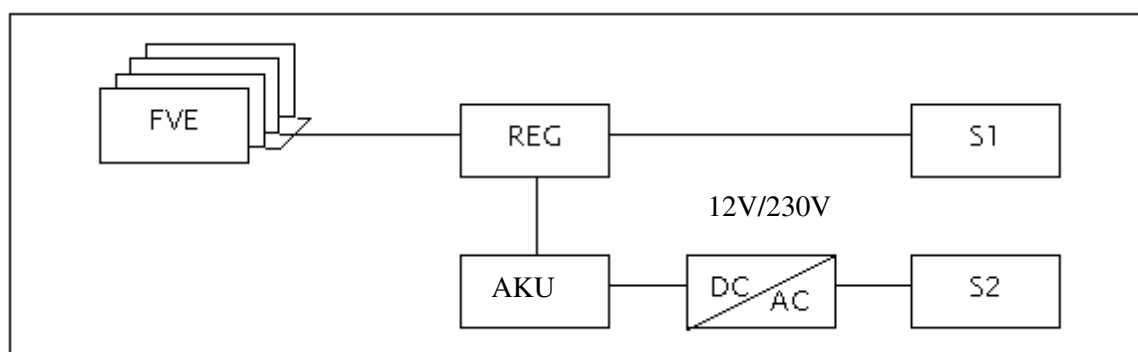 FVE
REG
S1
12V/230V
AKU
DC
AC
S2